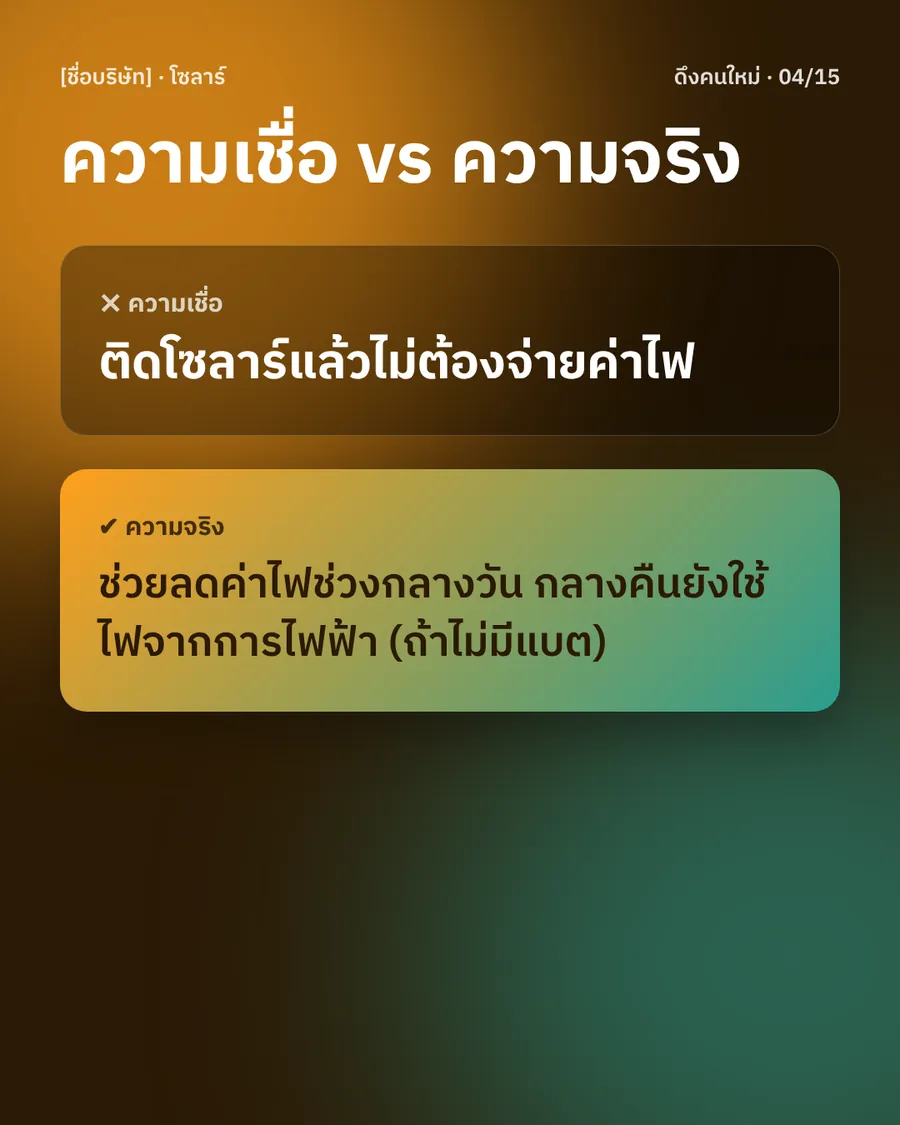 [ชื่อบริษัท] · โซลาร์
ดึงคนใหม่ · 04/15
ความเชื่อ vs ความจริง
✕ ความเชื่อ
ติดโซลาร์แล้วไม่ต้องจ่ายค่าไฟ
✔ ความจริง
ช่วยลดค่าไฟช่วงกลางวัน กลางคืนยังใช้
ไฟจากการไฟฟ้า (ถ้าไม่มีแบต)